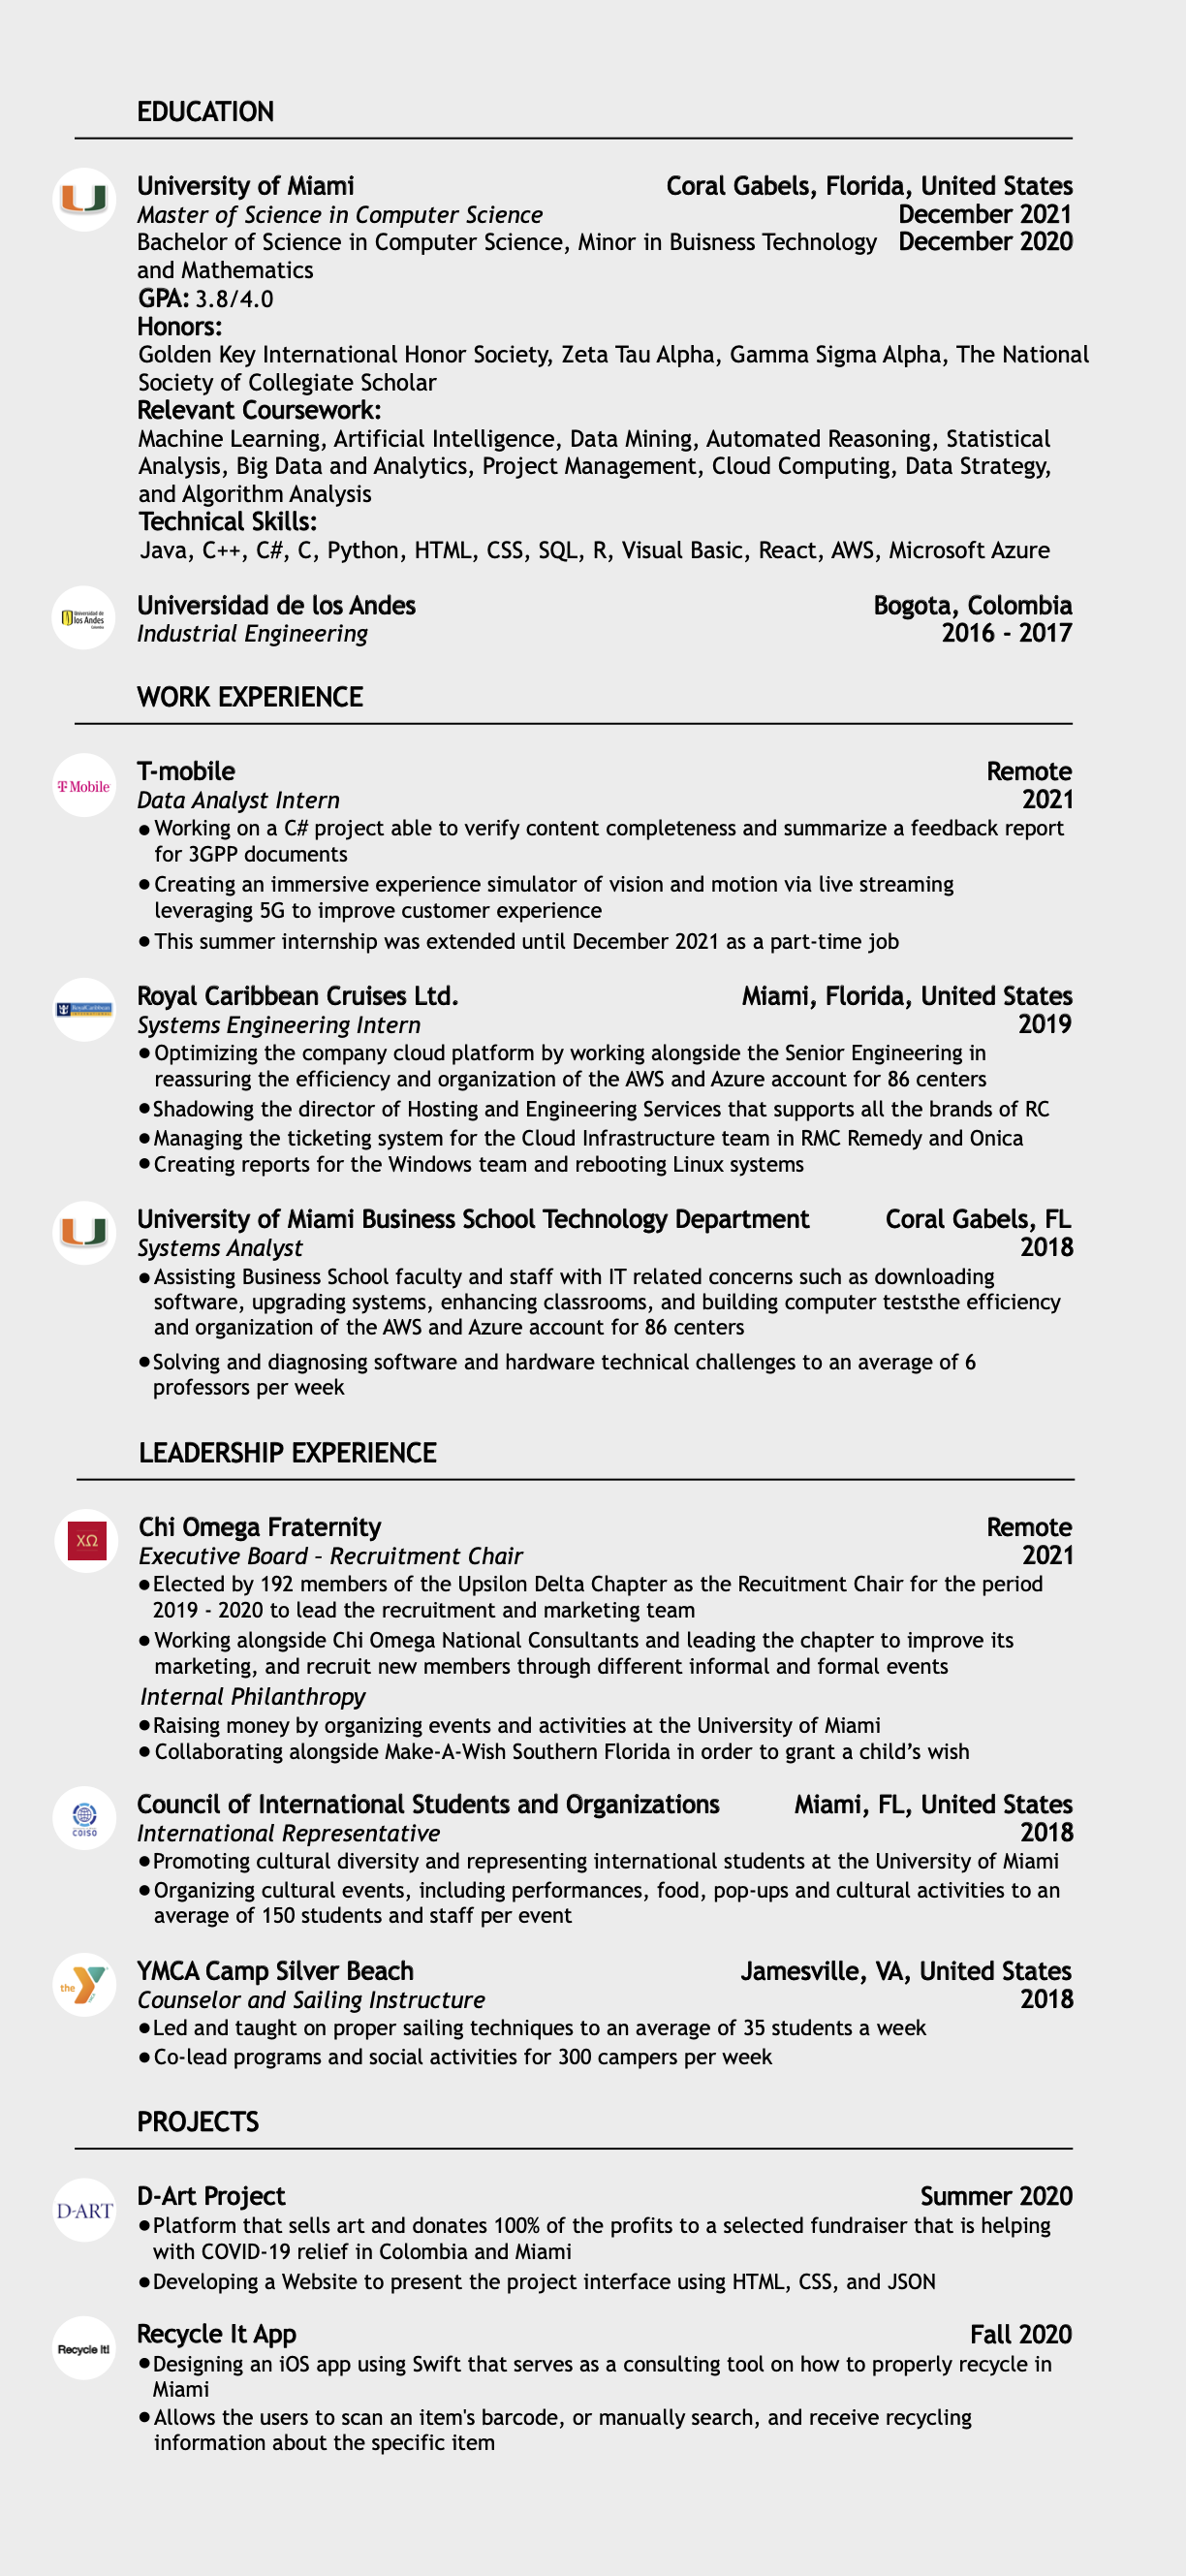 EDUCATION
University of Miami Coral Gabels, Florida, United States
Master of Science in Computer Science December 2021
Bachelor of Science in Computer Science, Minor in Buisness Technology December 2020
and Mathematics
GPA: 3.8/4.0
Honors:
Golden Key International Honor Society, Zeta Tau Alpha, Gamma Sigma Alpha, The National
Society of Collegiate Scholar
Relevant Coursework:
Machine Learning, Artificial Intelligence, Data Mining, Automated Reasoning, Statistical
Analysis, Big Data and Analytics, Project Management, Cloud Computing, Data Strategy,
and Algorithm Analysis
Technical Skills:
Java, C++, C#, C, Python, HTML, CSS, SQL, R, Visual Basic, React, AWS, Microsoft Azure
Universidad de
los Andes
Colombia
Universidad de los Andes Bogota, Colombia
Industrial Engineering 2016 - 2017
WORK EXPERIENCE
T Mobile
T-mobile Remote
Data Analyst Intern 2021
● Working on a C# project able to verify content completeness and summarize a feedback report
for 3GPP documents
● Creating an immersive experience simulator of vision and motion via live streaming
leveraging 5G to improve customer experience
● This summer internship was extended until December 2021 as a part-time job
RoyalCaribbean
INTERNATIONAL
Royal Caribbean Cruises Ltd. Miami, Florida, United States
Systems Engineering Intern 2019
● Optimizing the company cloud platform by working alongside the Senior Engineering in
reassuring the efficiency and organization of the AWS and Azure account for 86 centers
● Shadowing the director of Hosting and Engineering Services that supports all the brands of RC
● Managing the ticketing system for the Cloud Infrastructure team in RMC Remedy and Onica
● Creating reports for the Windows team and rebooting Linux systems
University of Miami Business School Technology Department Coral Gabels, FL
Systems Analyst 2018
● Assisting Business School faculty and staff with IT related concerns such as downloading
software, upgrading systems, enhancing classrooms, and building computer teststhe efficiency
and organization of the AWS and Azure account for 86 centers
● Solving and diagnosing software and hardware technical challenges to an average of 6
professors per week
LEADERSHIP EXPERIENCE
ΧΩ
Chi Omega Fraternity Remote
Executive Board – Recruitment Chair 2021
● Elected by 192 members of the Upsilon Delta Chapter as the Recuitment Chair for the period
2019 - 2020 to lead the recruitment and marketing team
● Working alongside Chi Omega National Consultants and leading the chapter to improve its
marketing, and recruit new members through different informal and formal events
Internal Philanthropy
● Raising money by organizing events and activities at the University of Miami
● Collaborating alongside Make-A-Wish Southern Florida in order to grant a child’s wish
COISO
Council of International Students and Organizations Miami, FL, United States
International Representative 2018
● Promoting cultural diversity and representing international students at the University of Miami
● Organizing cultural events, including performances, food, pop-ups and cultural activities to an
average of 150 students and staff per event
the Y
YMCA Camp Silver Beach Jamesville, VA, United States
Counselor and Sailing Instructure 2018
● Led and taught on proper sailing techniques to an average of 35 students a week
● Co-lead programs and social activities for 300 campers per week
PROJECTS
D-ART
D-Art Project Summer 2020
● Platform that sells art and donates 100% of the profits to a selected fundraiser that is helping
with COVID-19 relief in Colombia and Miami
● Developing a Website to present the project interface using HTML, CSS, and JSON
Recycle It!
Recycle It App Fall 2020
● Designing an iOS app using Swift that serves as a consulting tool on how to properly recycle in
Miami
● Allows the users to scan an item's barcode, or manually search, and receive recycling
information about the specific item